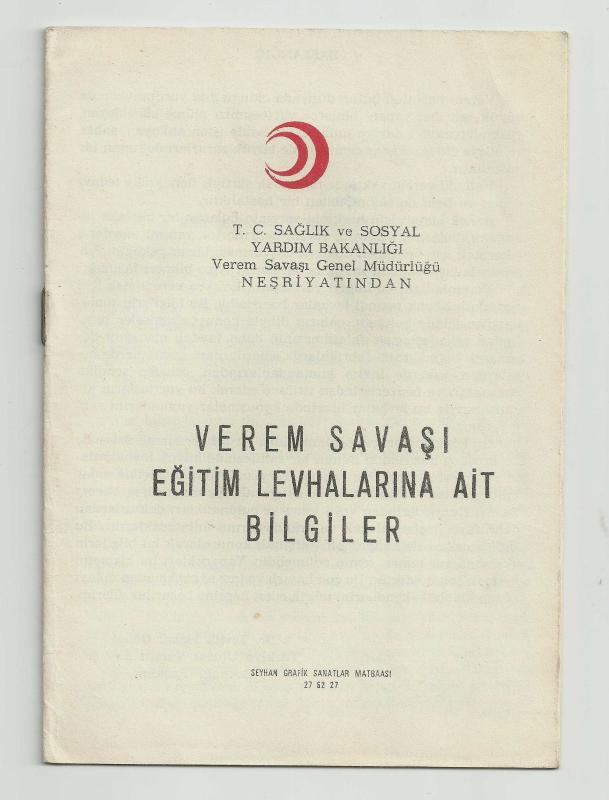 T. C. SAĞLIK ve SOSYAL
YARDIM BAKANLIĞI
Verem Savaşı Genel Müdürlüğü
NEŞRİYATINDAN
VEREM SAVAŞI
EĞİTİM LEVHALARINA AİT
BİLGİLER
SEYHAN GRAFİK SANATLAR MATBAASI
27 62 27